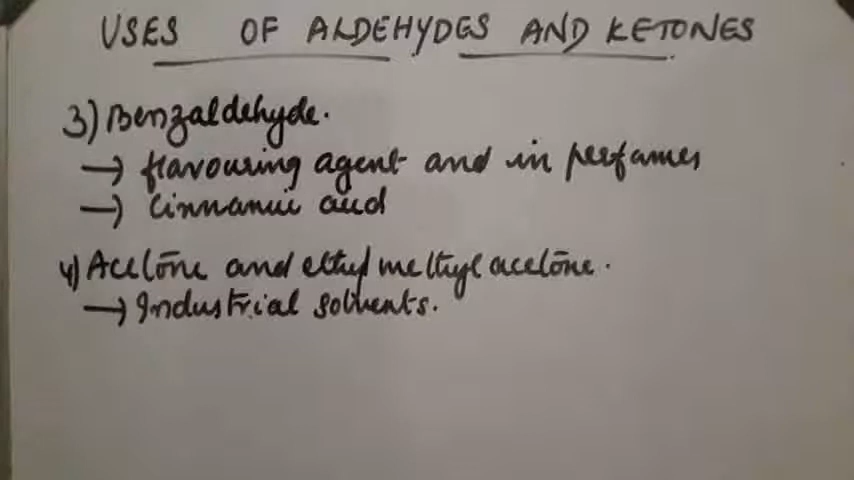 USES OF ALDEHYDES AND KETONES
3) Benzaldehyde.
→ flavouring agent and in perfumes
→ Cinnamic acid
4) Acetone and ethyl methyl acetone.
→ Industrial solvents.